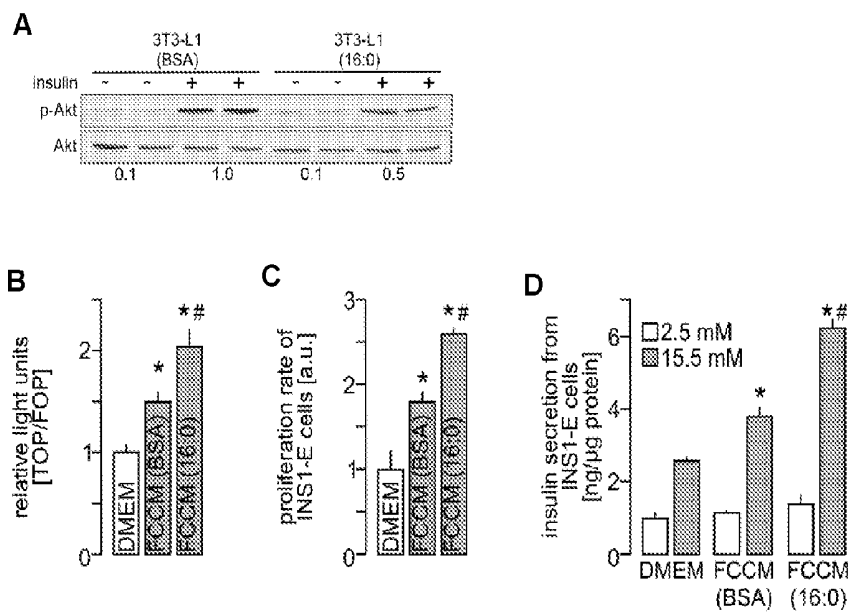 A
3T3-L1 3T3-L1
(BSA) (16:0)
insulin - - + + - - + +
p-Akt
Akt
0.1 1.0 0.1 0.5
B
relative light units
[TOP/FOP]
2
1
0
* *#
DMEM
FCCM (BSA)
FCCM (16:0)
C
proliferation rate of
INS1-E cells [a.u.]
3
2
1
0
* *#
DMEM
FCCM (BSA)
FCCM (16:0)
D
insulin secretion from
INS1-E cells
[ng/µg protein]
6
4
2
0
2.5 mM
15.5 mM
* *#
DMEM FCCM FCCM
(BSA) (16:0)